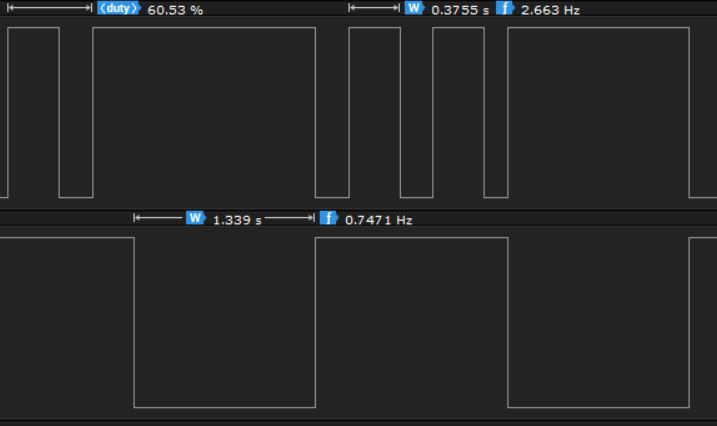 ⟨duty⟩ 60.53 % W 0.3755 s f 2.663 Hz
W 1.339 s f 0.7471 Hz